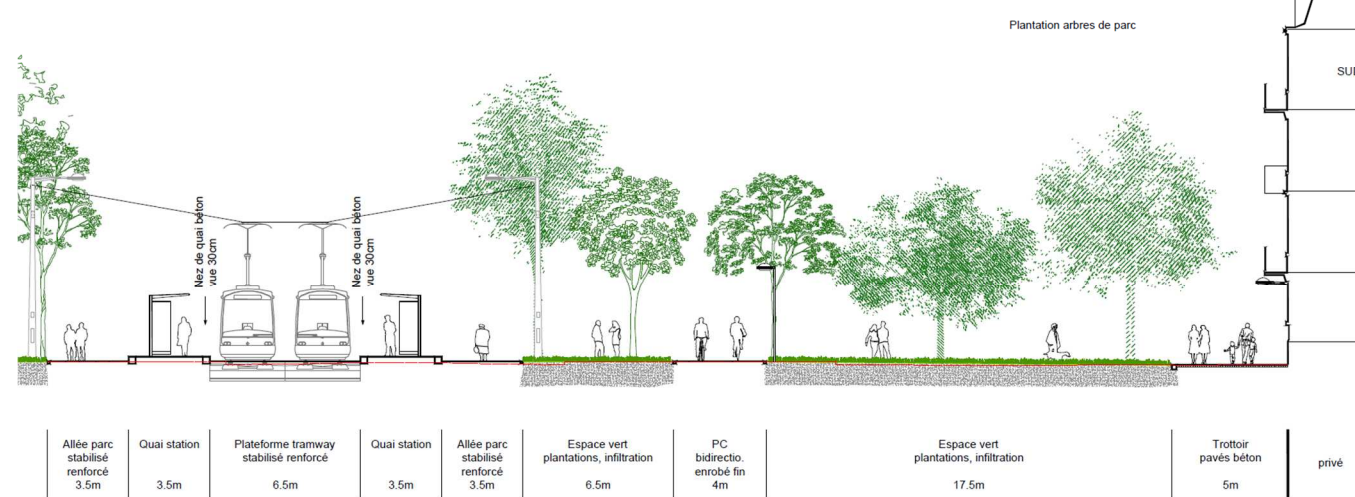 Plantation arbres de parc
Nez de quai béton
vue 30cm
Nez de quai béton
vue 30cm
Allée parc
stabilisé
renforcé
3.5m
Quai station
3.5m
Plateforme tramway
stabilisé renforcé
6.5m
Quai station
3.5m
Allée parc
stabilisé
renforcé
3.5m
Espace vert
plantations, infiltration
6.5m
PC
bidirectio.
enrobé fin
4m
Espace vert
plantations, infiltration
17.5m
Trottoir
pavés béton
5m
privé